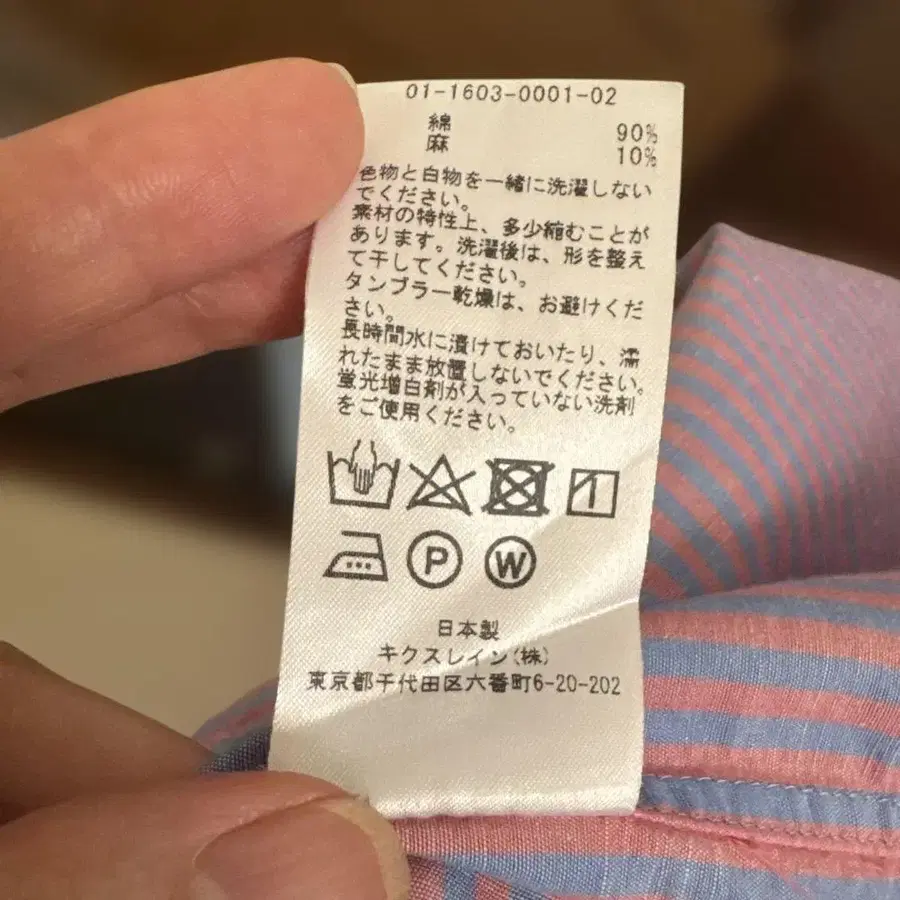 01-1603-0001-02
綿 90%
麻 10%
色物と白物を一緒に洗濯しない
でください。
素材の特性上、多少縮むことが
あります。洗濯後は、形を整え
て干してください。
タンブラー乾燥は、お避けくだ
さい。
長時間水に漬けておいたり、濡
れたまま放置しないでください。
蛍光増白剤が入っていない洗剤
をご使用ください。
P W
日本製
キクスレイン(株)
東京都千代田区六番町6-20-202